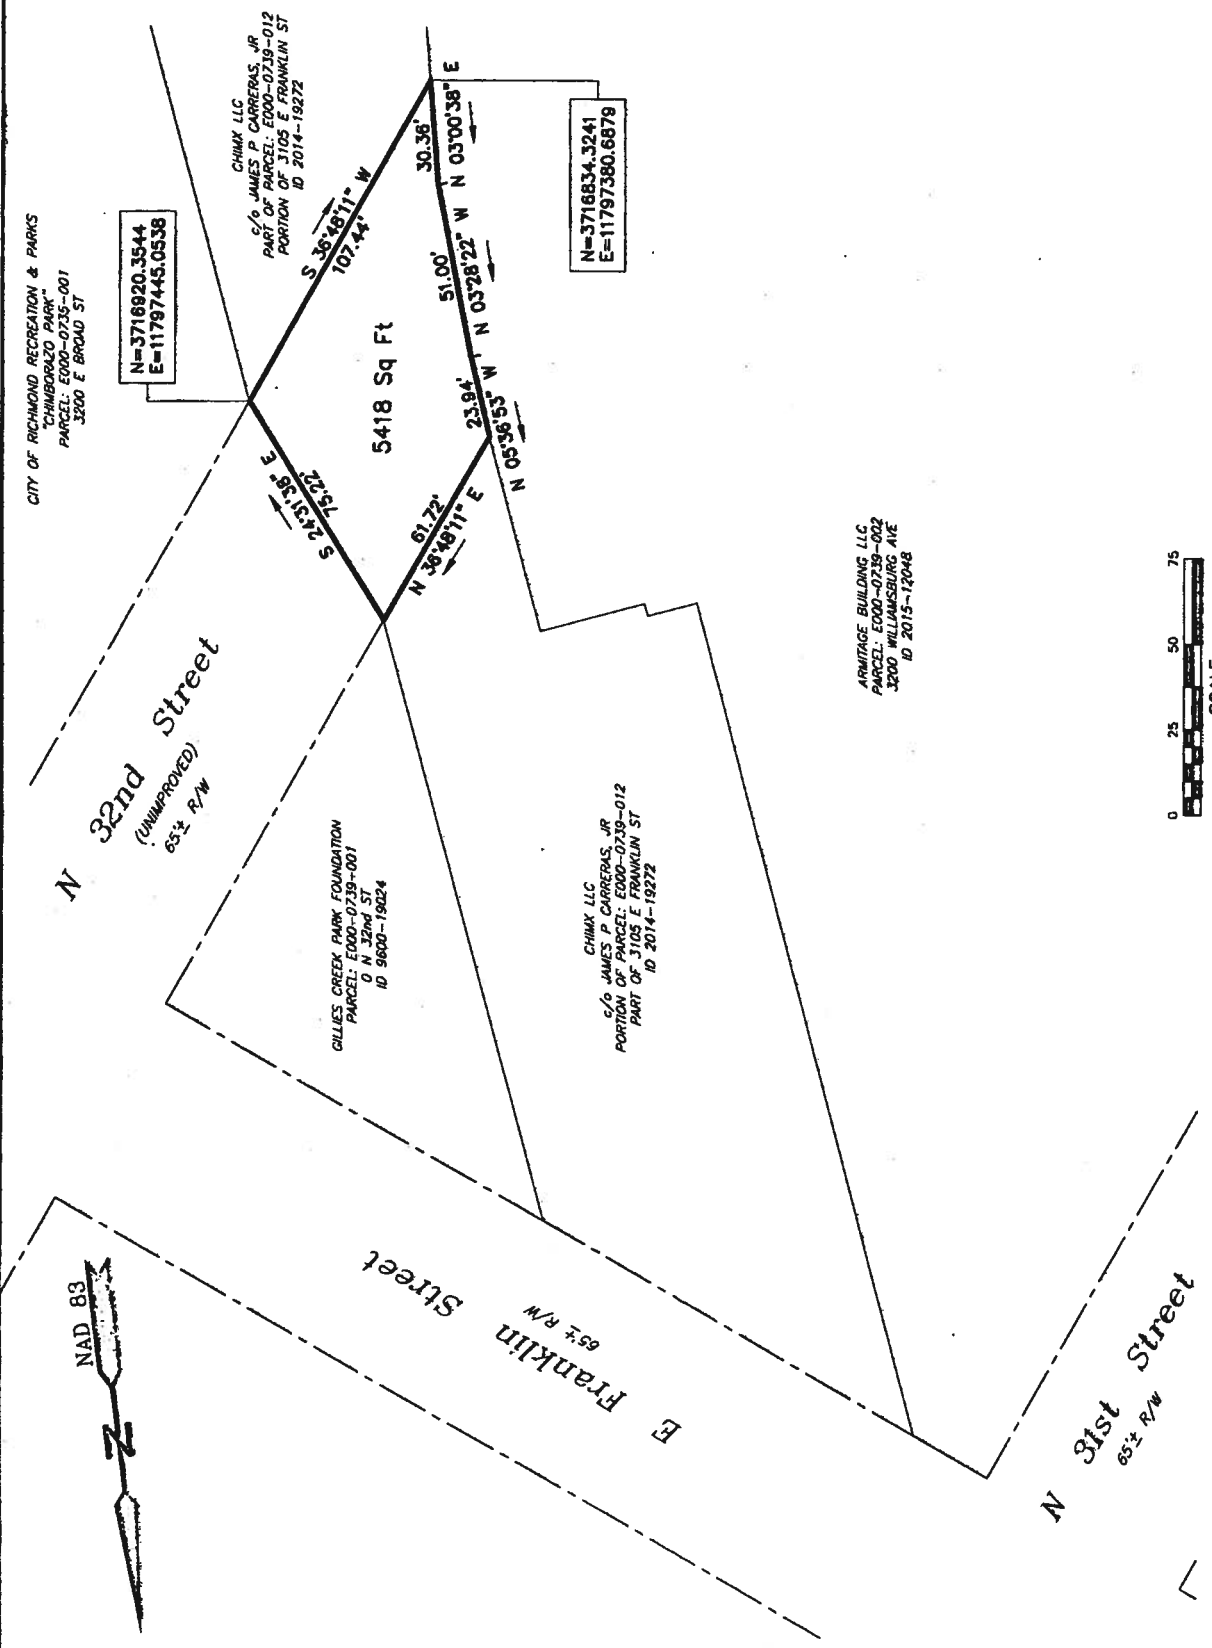 CITY OF RICHMOND RECREATION & PARKS
"CHIMBORAZO PARK"
PARCEL: E000-0735-001
3200 E BROAD ST
N=3716920.3544
E=11797445.0538
CHIMX LLC
c/o JAMES P CARRERAS, JR
PART OF PARCEL: E000-0739-012
PORTION OF 3105 E FRANKLIN ST
ID 2014-19272
S 36°48'11" W
107.44'
30.36'
N 03°00'38" E
51.00'
N 03°28'22" W
23.94'
N 05°36'53" W
61.72'
N 36°48'11" E
S 24°31'38" E
75.22'
5418 Sq Ft
N=3716834.3241
E=11797380.6879
N 32nd Street
(UNIMPROVED)
65'± R/W
GILLIES CREEK PARK FOUNDATION
PARCEL: E000-0739-001
0 N 32nd ST
ID 9600-19024
CHIMX LLC
c/o JAMES P CARRERAS, JR
PORTION OF PARCEL: E000-0739-012
PART OF 3105 E FRANKLIN ST
ID 2014-19272
ARMITAGE BUILDING LLC
PARCEL: E000-0739-002
3200 WILLIAMSBURG AVE
ID 2015-12048
NAD 83
N
E Franklin Street
65'± R/W
N 31st Street
65'± R/W
0 25 50 75